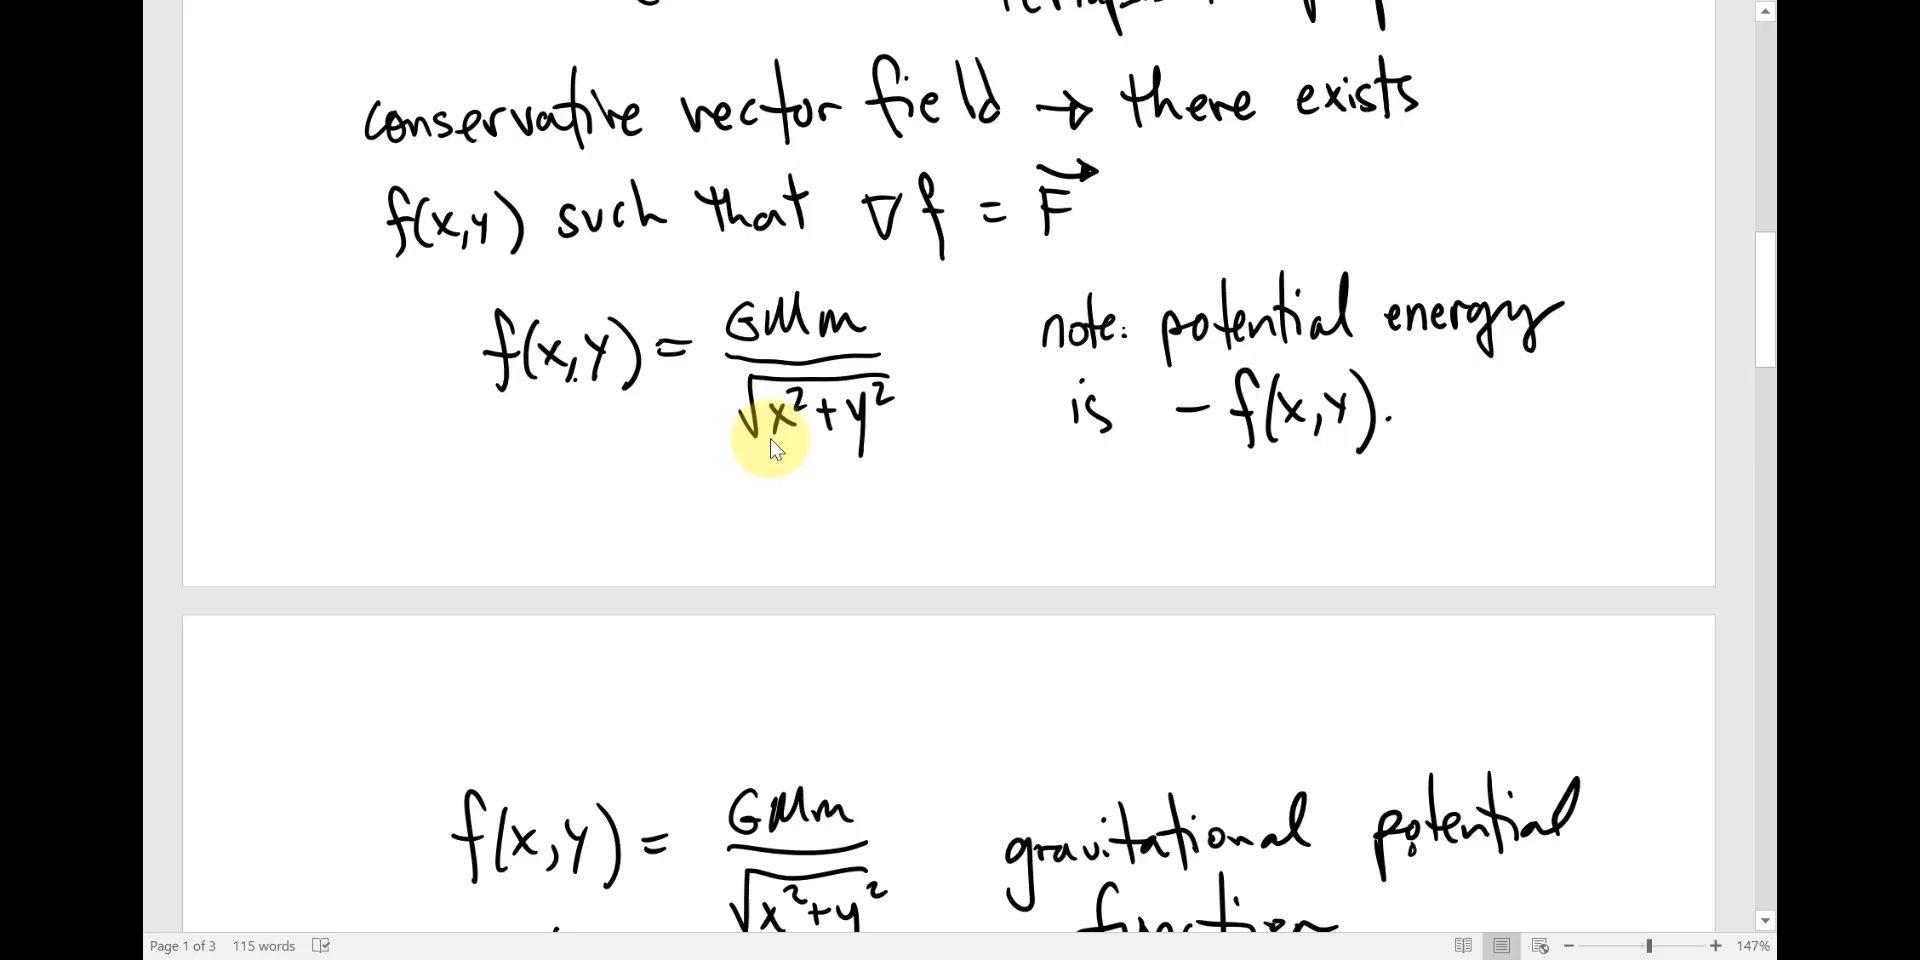 conservative vector field → there exists
f(x,y) such that ∇f = F⃗
f(x,y) = GMm / √(x²+y²)
note: potential energy
is - f(x,y).
f(x,y) = GMm / √(x²+y²)
gravitational potential
function
Page 1 of 3 115 words 147%